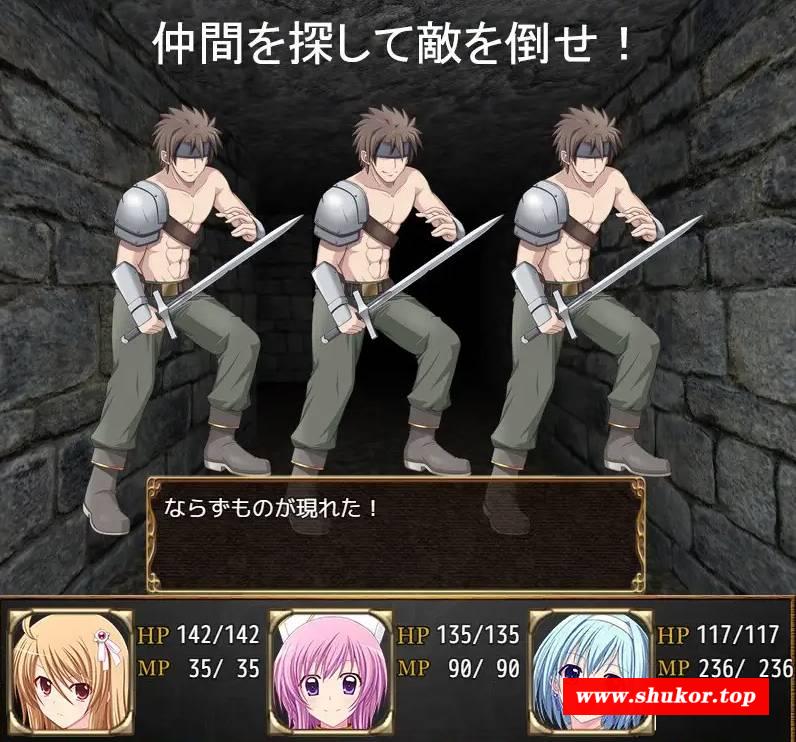 仲間を探して敵を倒せ！
ならずものが現れた！
HP 142/142
MP 35/ 35
HP 135/135
MP 90/ 90
HP 117/117
MP 236/ 236
www.shukor.top